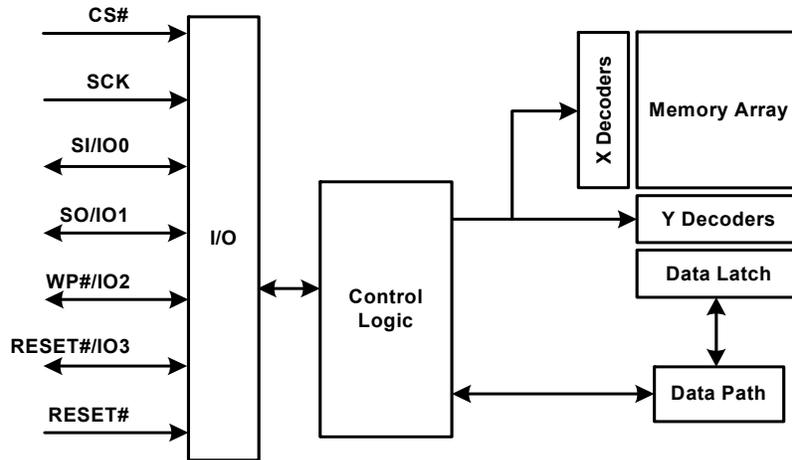 CS#
SCK
SI/IO0
SO/IO1
WP#/IO2
RESET#/IO3
RESET#
I/O
Control
Logic
X Decoders
Memory Array
Y Decoders
Data Latch
Data Path